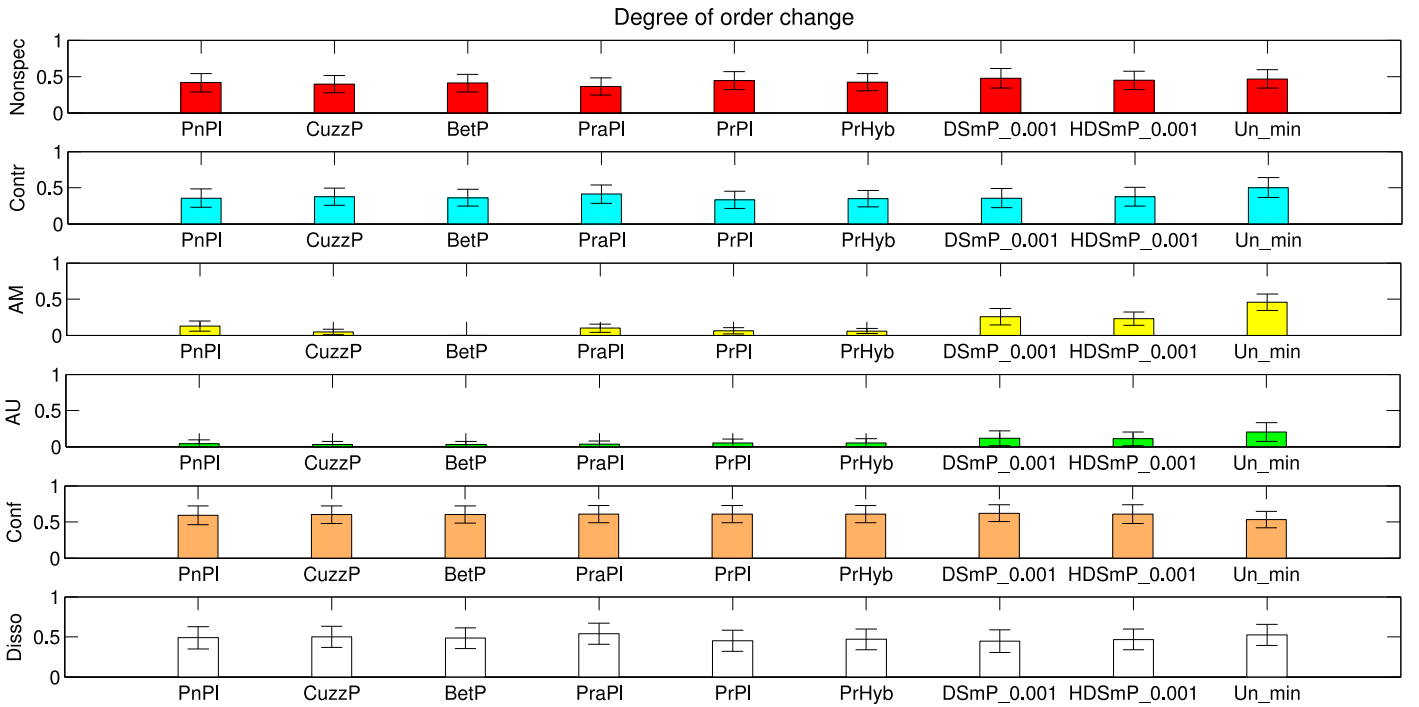 Degree of order change
Nonspec
1
0.5
0
PnPl CuzzP BetP PraPl PrPl PrHyb DSmP_0.001 HDSmP_0.001 Un_min
Contr
1
0.5
0
PnPl CuzzP BetP PraPl PrPl PrHyb DSmP_0.001 HDSmP_0.001 Un_min
AM
1
0.5
0
PnPl CuzzP BetP PraPl PrPl PrHyb DSmP_0.001 HDSmP_0.001 Un_min
AU
1
0.5
0
PnPl CuzzP BetP PraPl PrPl PrHyb DSmP_0.001 HDSmP_0.001 Un_min
Conf
1
0.5
0
PnPl CuzzP BetP PraPl PrPl PrHyb DSmP_0.001 HDSmP_0.001 Un_min
Disso
1
0.5
0
PnPl CuzzP BetP PraPl PrPl PrHyb DSmP_0.001 HDSmP_0.001 Un_min